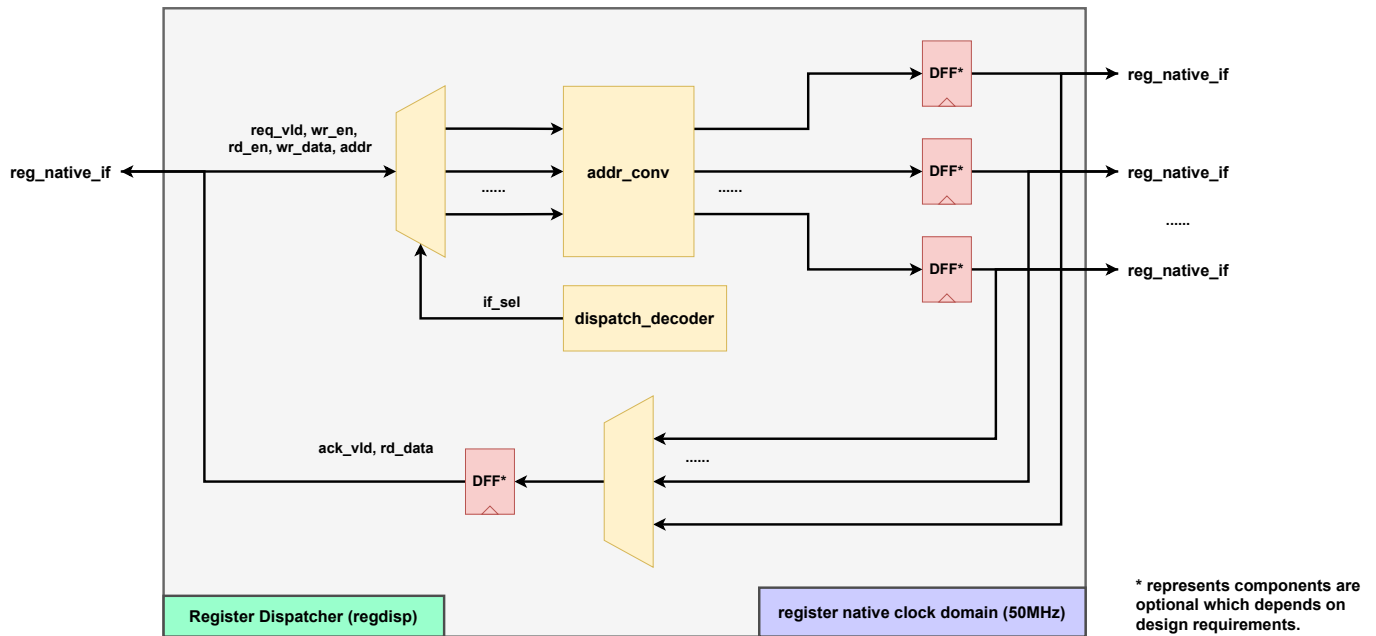 DFF*
reg_native_if
req_vld, wr_en,
rd_en, wr_data, addr
reg_native_if
addr_conv
......
......
DFF*
reg_native_if
......
DFF*
reg_native_if
if_sel
dispatch_decoder
ack_vld, rd_data
......
DFF*
* represents components are
optional which depends on
design requirements.
Register Dispatcher (regdisp)
register native clock domain (50MHz)